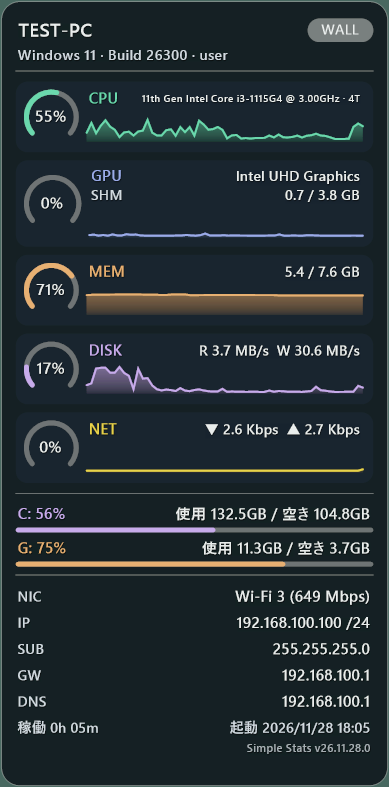 TEST-PC WALL
Windows 11 · Build 26300 · user
55% CPU 11th Gen Intel Core i3-1115G4 @ 3.00GHz · 4T
GPU Intel UHD Graphics
0% SHM 0.7 / 3.8 GB
71% MEM 5.4 / 7.6 GB
17% DISK R 3.7 MB/s W 30.6 MB/s
0% NET ▼ 2.6 Kbps ▲ 2.7 Kbps
C: 56% 使用 132.5GB / 空き 104.8GB
G: 75% 使用 11.3GB / 空き 3.7GB
NIC Wi-Fi 3 (649 Mbps)
IP 192.168.100.100 /24
SUB 255.255.255.0
GW 192.168.100.1
DNS 192.168.100.1
稼働 0h 05m 起動 2026/11/28 18:05
Simple Stats v26.11.28.0